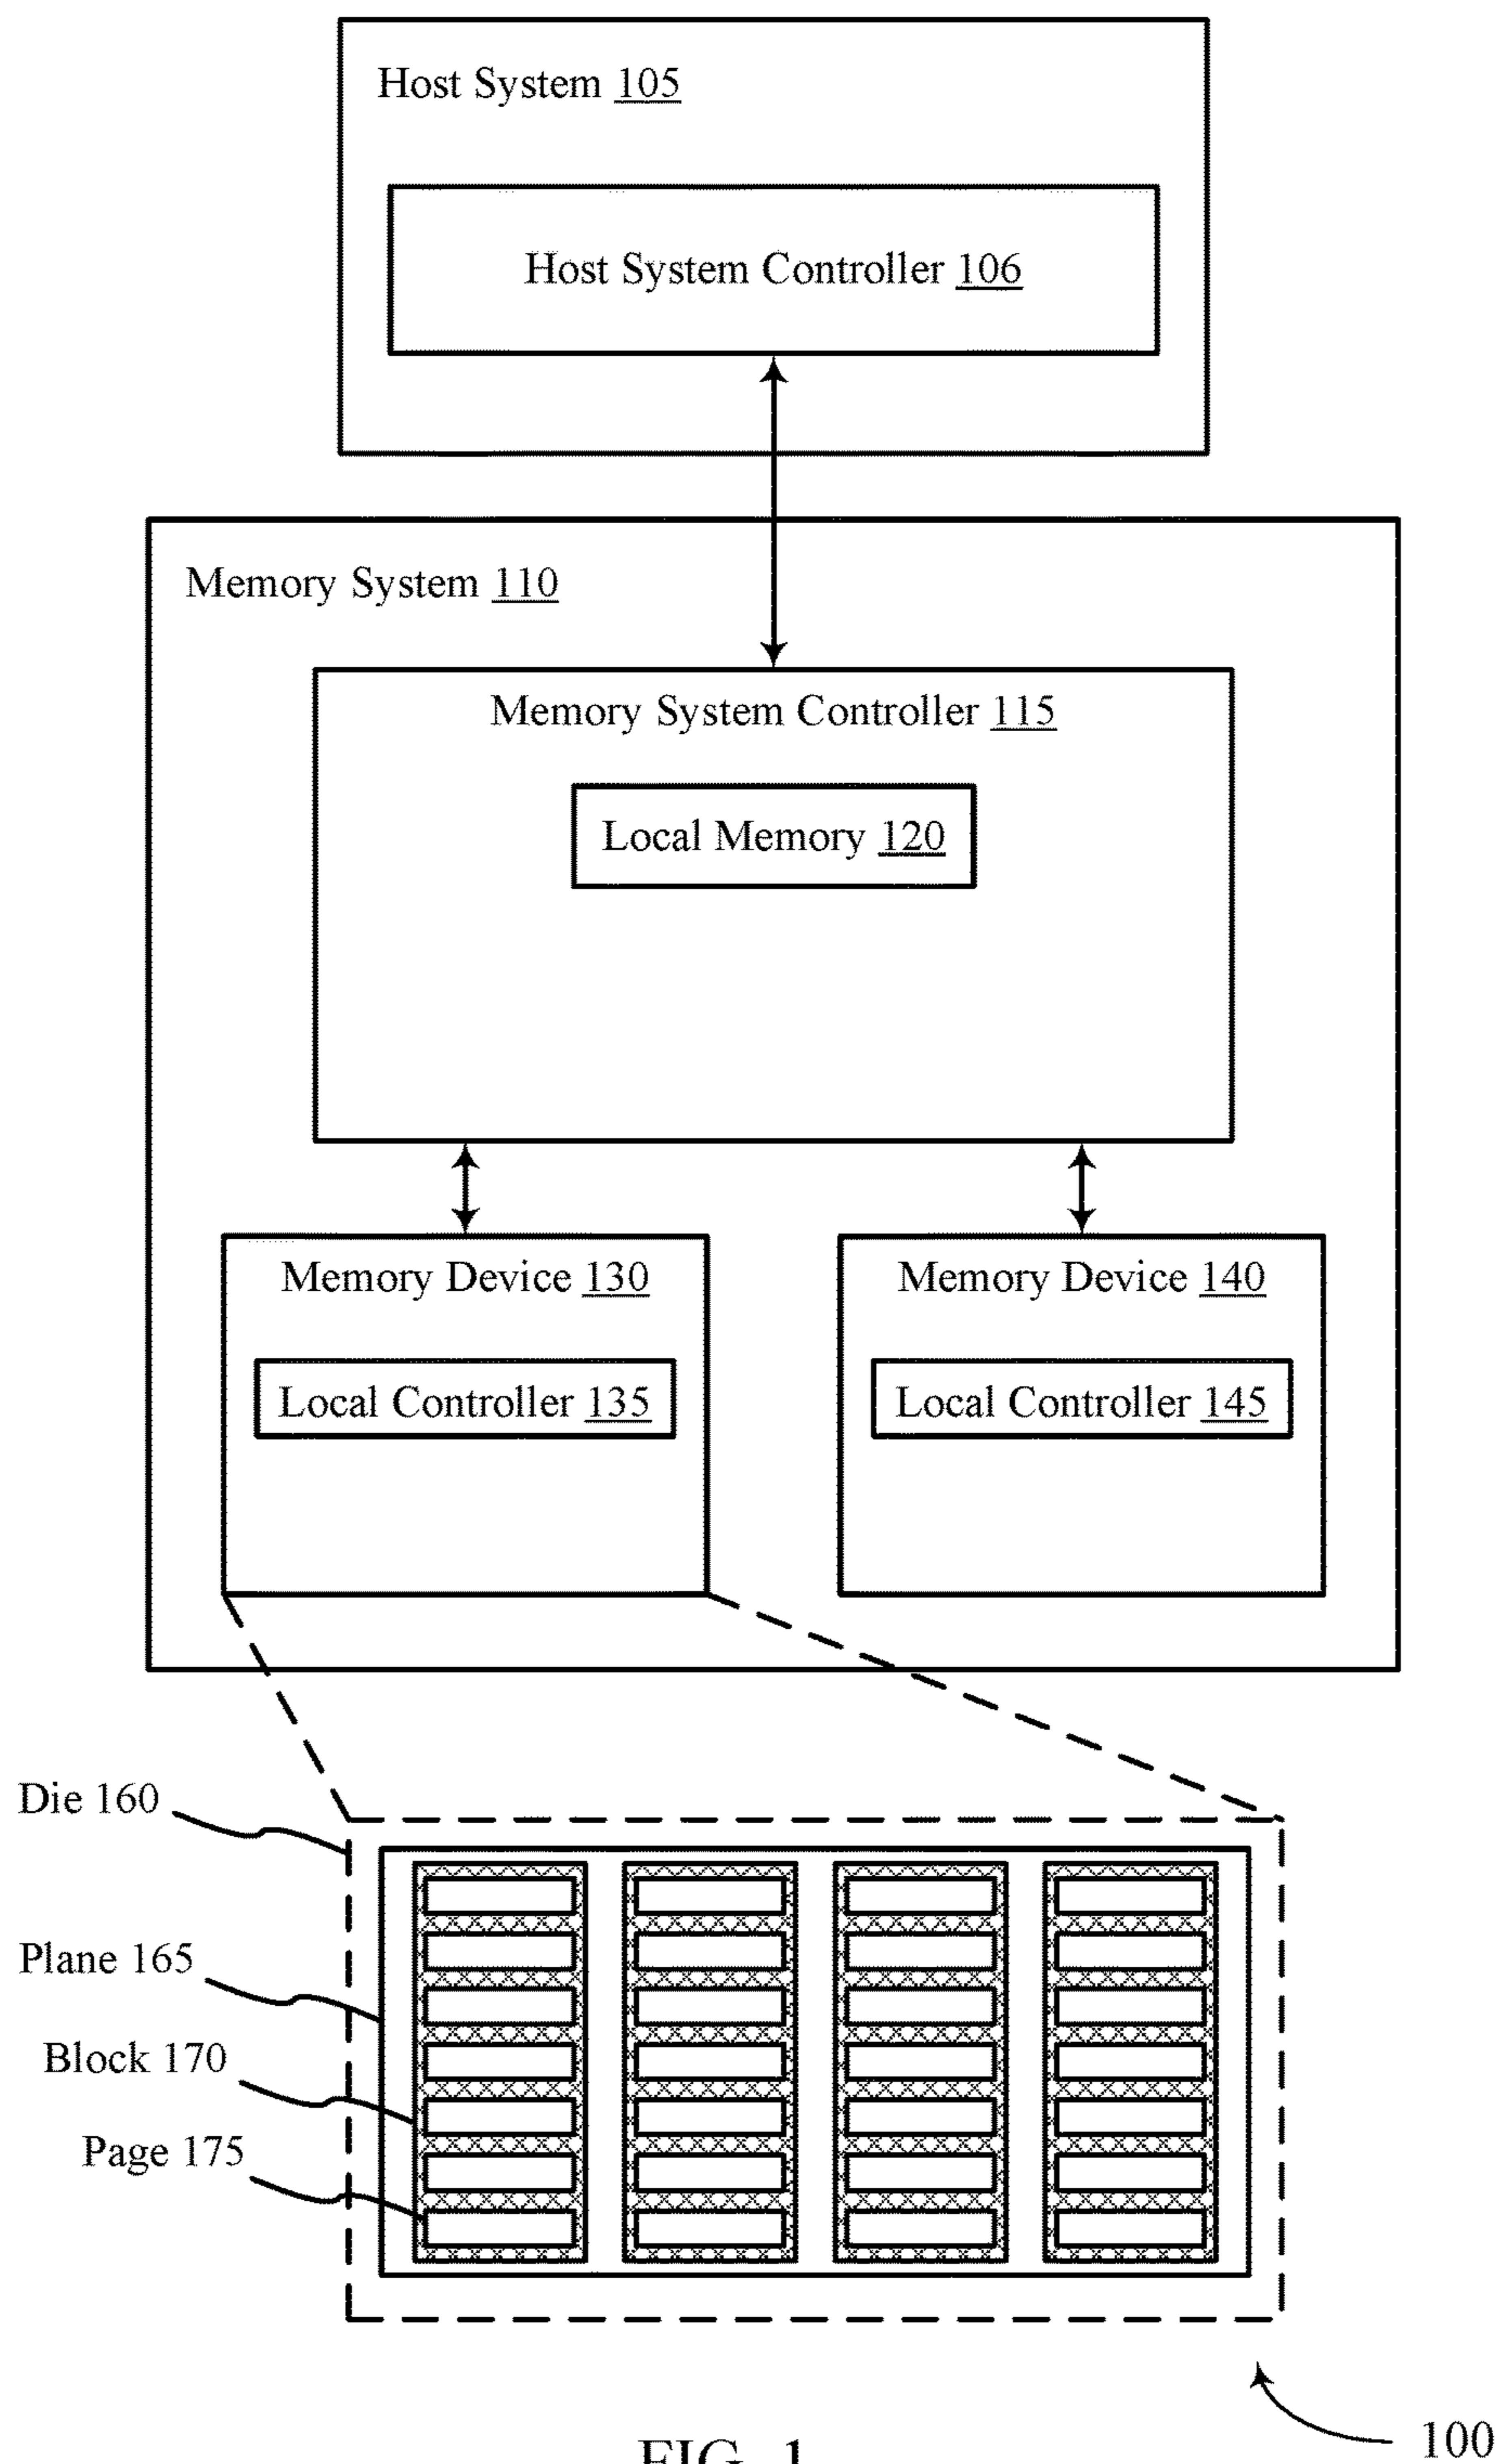 Host System 105
Host System Controller 106
Memory System 110
Memory System Controller 115
Local Memory 120
Memory Device 130
Local Controller 135
Memory Device 140
Local Controller 145
Die 160
Plane 165
Block 170
Page 175
100
FIG. 1